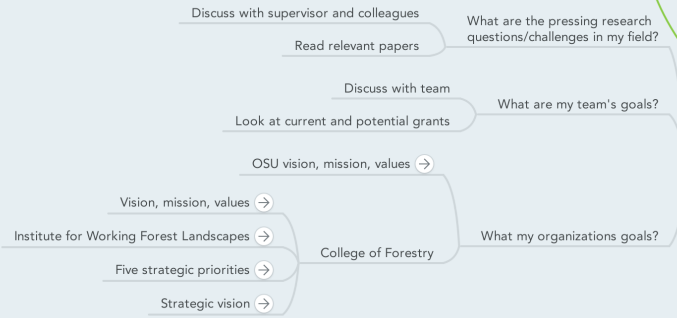 Discuss with supervisor and colleagues
Read relevant papers
What are the pressing research
questions/challenges in my field?
Discuss with team
Look at current and potential grants
What are my team's goals?
OSU vision, mission, values
Vision, mission, values
Institute for Working Forest Landscapes
Five strategic priorities
Strategic vision
College of Forestry
What my organizations goals?